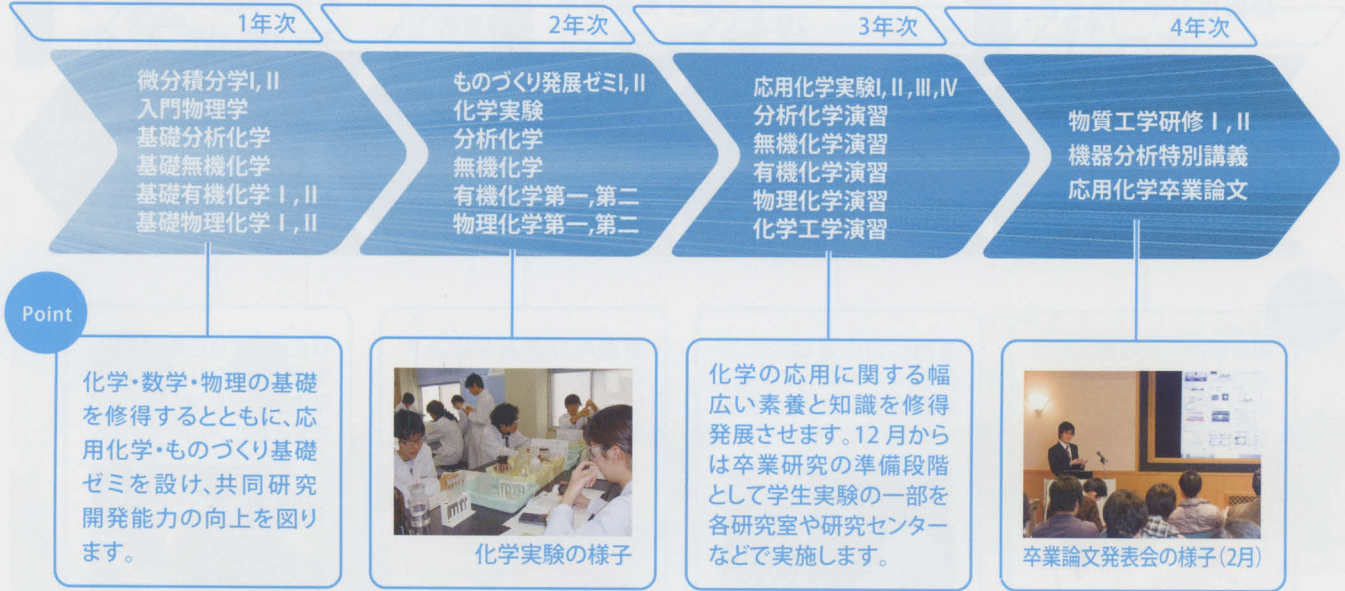 1年次
微分積分学I, II
入門物理学
基礎分析化学
基礎無機化学
基礎有機化学 I , II
基礎物理化学 I , II
2年次
ものづくり発展ゼミI, II
化学実験
分析化学
無機化学
有機化学第一,第二
物理化学第一,第二
3年次
応用化学実験I, II , III, IV
分析化学演習
無機化学演習
有機化学演習
物理化学演習
化学工学演習
4年次
物質工学研修 I , II
機器分析特別講義
応用化学卒業論文
Point
化学・数学・物理の基礎
を修得するとともに、応
用化学・ものづくり基礎
ゼミを設け、共同研究
開発能力の向上を図り
ます。
化学実験の様子
化学の応用に関する幅
広い素養と知識を修得
発展させます。12 月から
は卒業研究の準備段階
として学生実験の一部を
各研究室や研究センター
などで実施します。
卒業論文発表会の様子(2月)